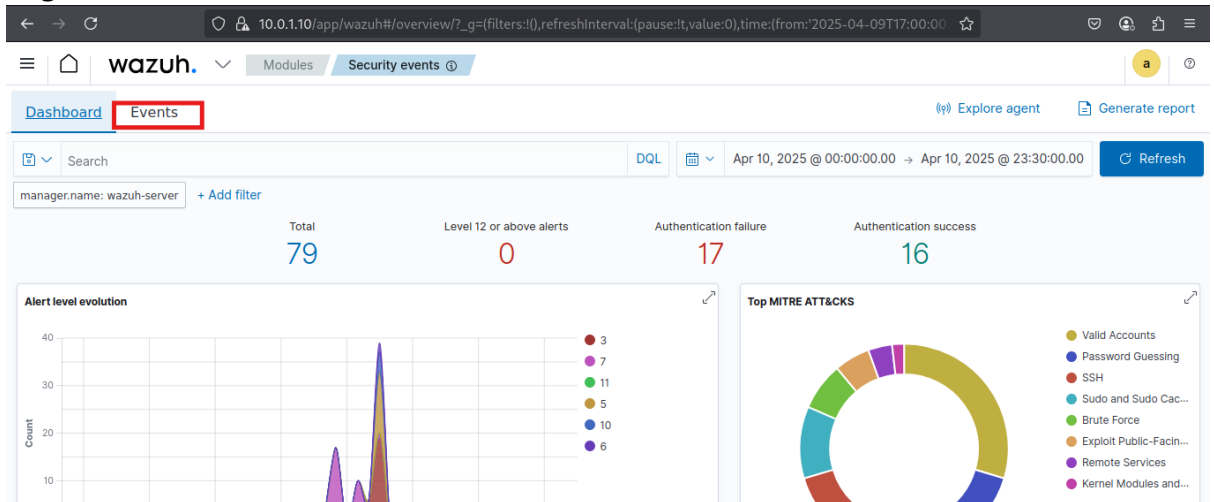 10.0.1.10/app/wazuh#/overview/?_g=(filters:!(),refreshInterval:(pause:!t,value:0),time:(from:'2025-04-09T17:00:00
wazuh.
Modules
Security events
a
Dashboard
Events
Explore agent
Generate report
Search
DQL
Apr 10, 2025 @ 00:00:00.00 → Apr 10, 2025 @ 23:30:00.00
Refresh
manager.name: wazuh-server
+ Add filter
Total
79
Level 12 or above alerts
0
Authentication failure
17
Authentication success
16
Alert level evolution
40
30
20
10
Count
3
7
11
5
10
6
Top MITRE ATT&CKS
Valid Accounts
Password Guessing
SSH
Sudo and Sudo Cac...
Brute Force
Exploit Public-Facin...
Remote Services
Kernel Modules and...